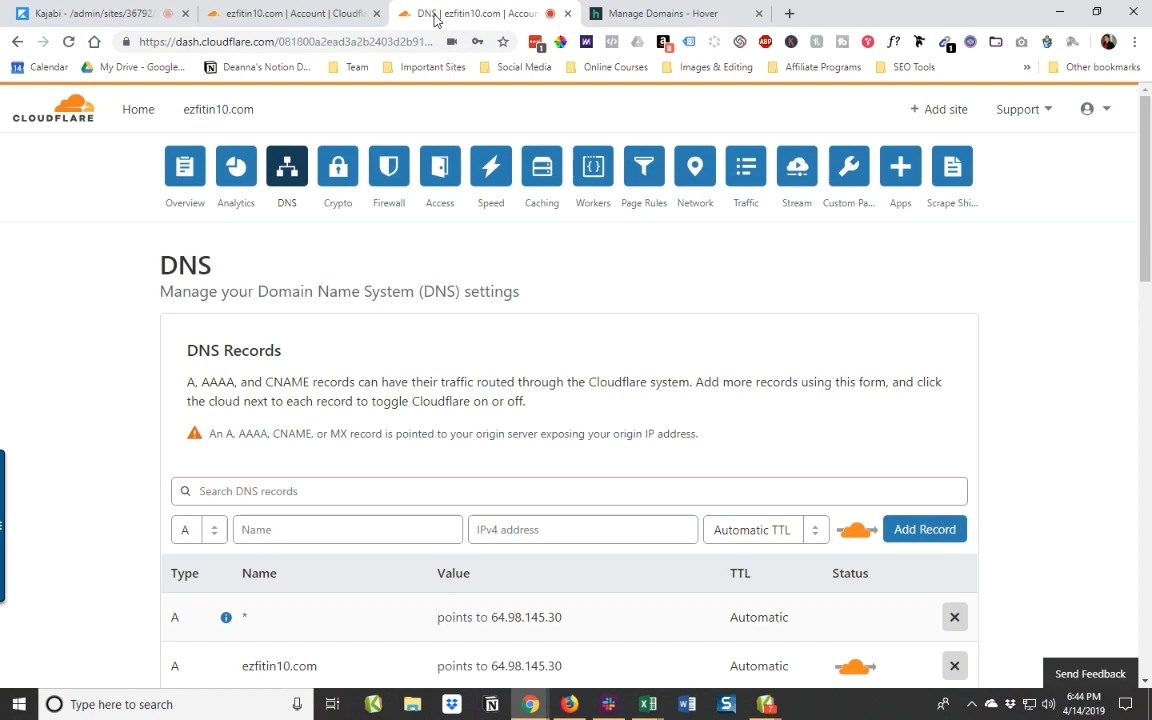 Kajabi - /admin/sites/36792/
ezfitin10.com | Account | Cloudfl
DNS | ezfitin10.com | Accoun
Manage Domains - Hover
https://dash.cloudflare.com/081800a2ead3a2b2403d2b91...
Calendar
My Drive - Google...
Deanna's Notion D...
Team
Important Sites
Social Media
Online Courses
Images & Editing
Affiliate Programs
SEO Tools
»
Other bookmarks
CLOUDFLARE
Home
ezfitin10.com
+ Add site
Support
Overview
Analytics
DNS
Crypto
Firewall
Access
Speed
Caching
Workers
Page Rules
Network
Traffic
Stream
Custom Pa...
Apps
Scrape Shi...
DNS
Manage your Domain Name System (DNS) settings
DNS Records
A, AAAA, and CNAME records can have their traffic routed through the Cloudflare system. Add more records using this form, and click
the cloud next to each record to toggle Cloudflare on or off.
An A, AAAA, CNAME, or MX record is pointed to your origin server exposing your origin IP address.
Search DNS records
A
Name
IPv4 address
Automatic TTL
Add Record
Type Name Value TTL Status
A * points to 64.98.145.30 Automatic
A ezfitin10.com points to 64.98.145.30 Automatic
Send Feedback
Type here to search
6:44 PM
4/14/2019